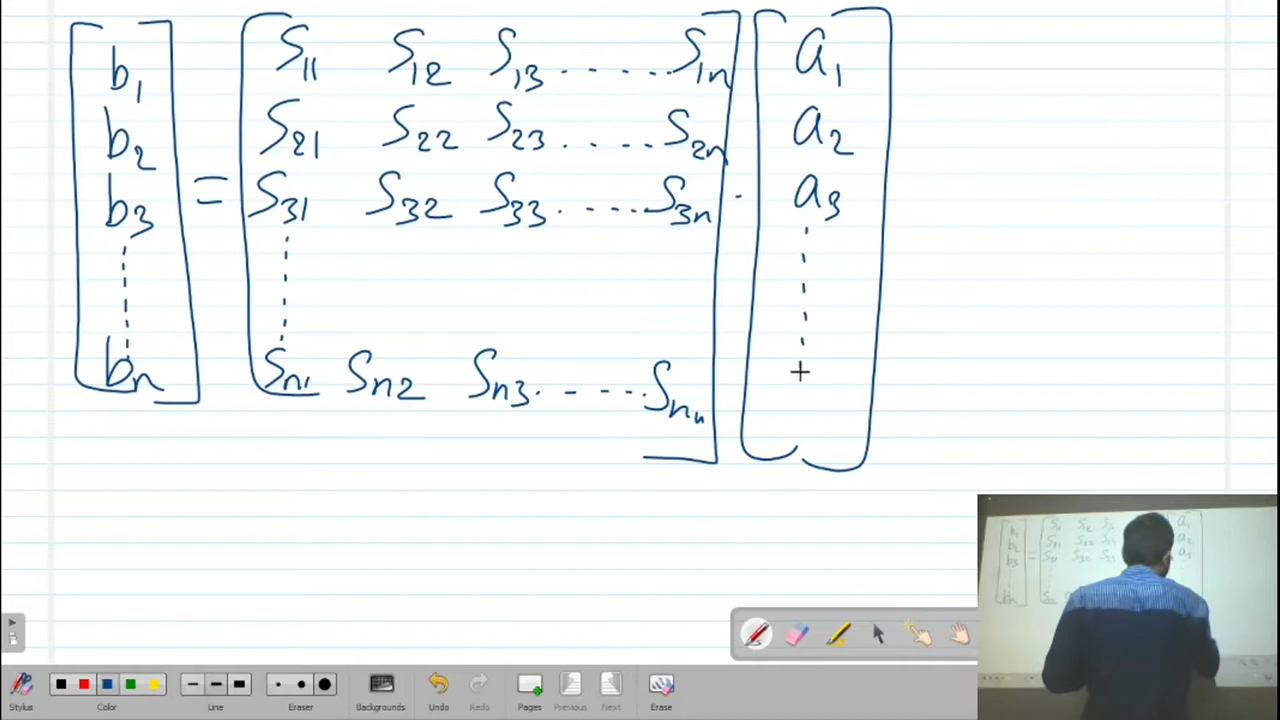 [b1] = [S11 S12 S13 ......S1n] [a1]
[b2] [S21 S22 S23 .....S2n] [a2]
[b3] [S31 S32 S33 ......S3n] . [a3]
bn Sn1 Sn2 Sn3. - - - - .Snn
Stylus Color Line Eraser Backgrounds Undo Redo Pages Previous Next Erase